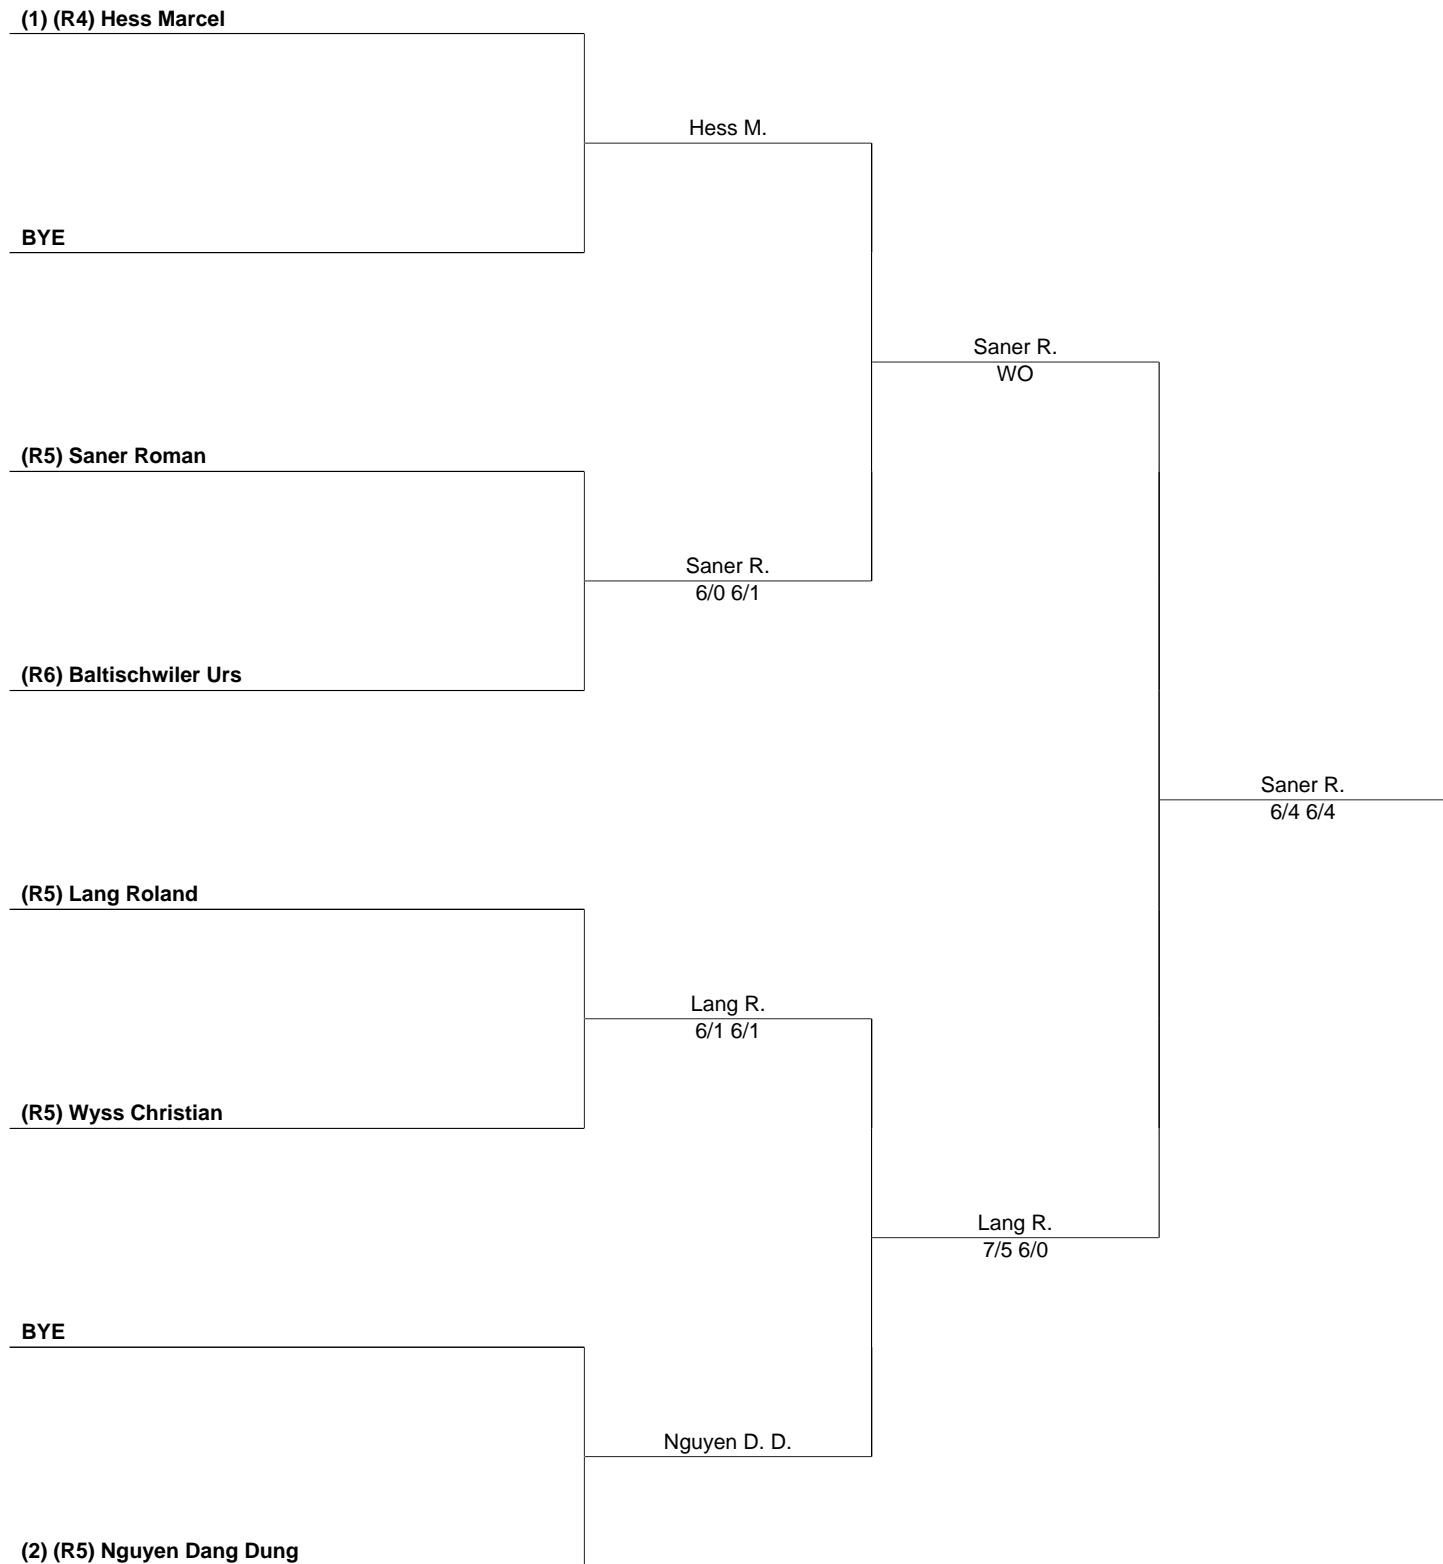 (1) (R4) Hess Marcel
Hess M.
BYE
Saner R.
WO
(R5) Saner Roman
Saner R.
6/0 6/1
(R6) Baltischwiler Urs
Saner R.
6/4 6/4
(R5) Lang Roland
Lang R.
6/1 6/1
(R5) Wyss Christian
Lang R.
7/5 6/0
BYE
Nguyen D. D.
(2) (R5) Nguyen Dang Dung